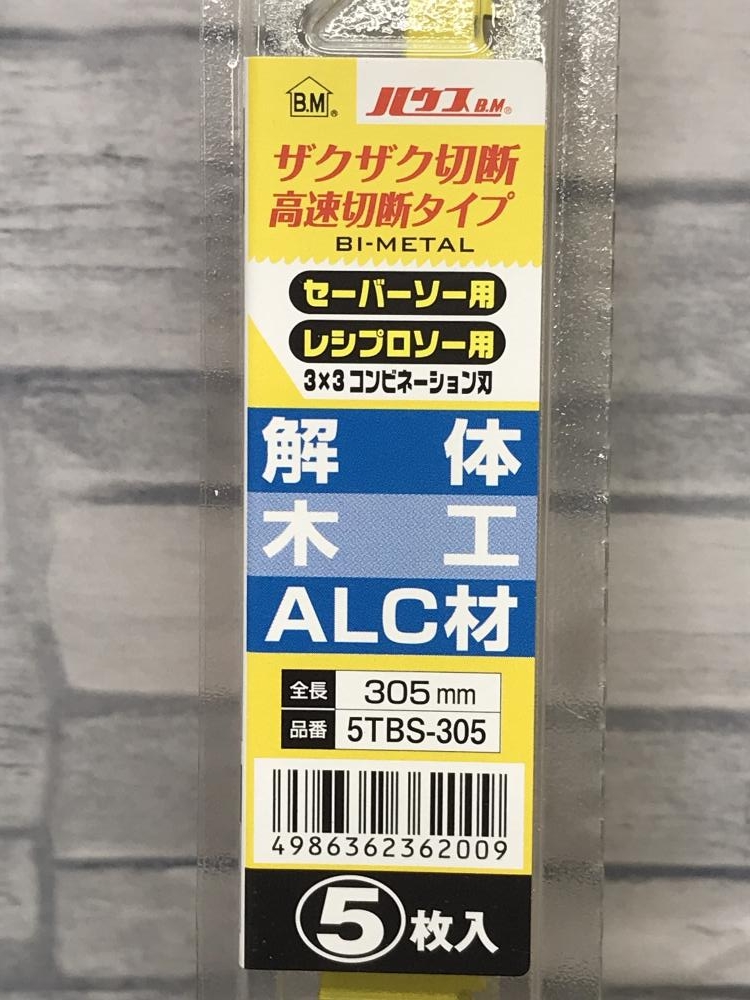 B.M®
ハウス B.M®
ザクザク切断
高速切断タイプ
BI-METAL
セーバーソー用
レシプロソー用
3×3 コンビネーション刃
解体
木工
ALC材
全長 305mm
品番 5TBS-305
4986362362009
5枚入